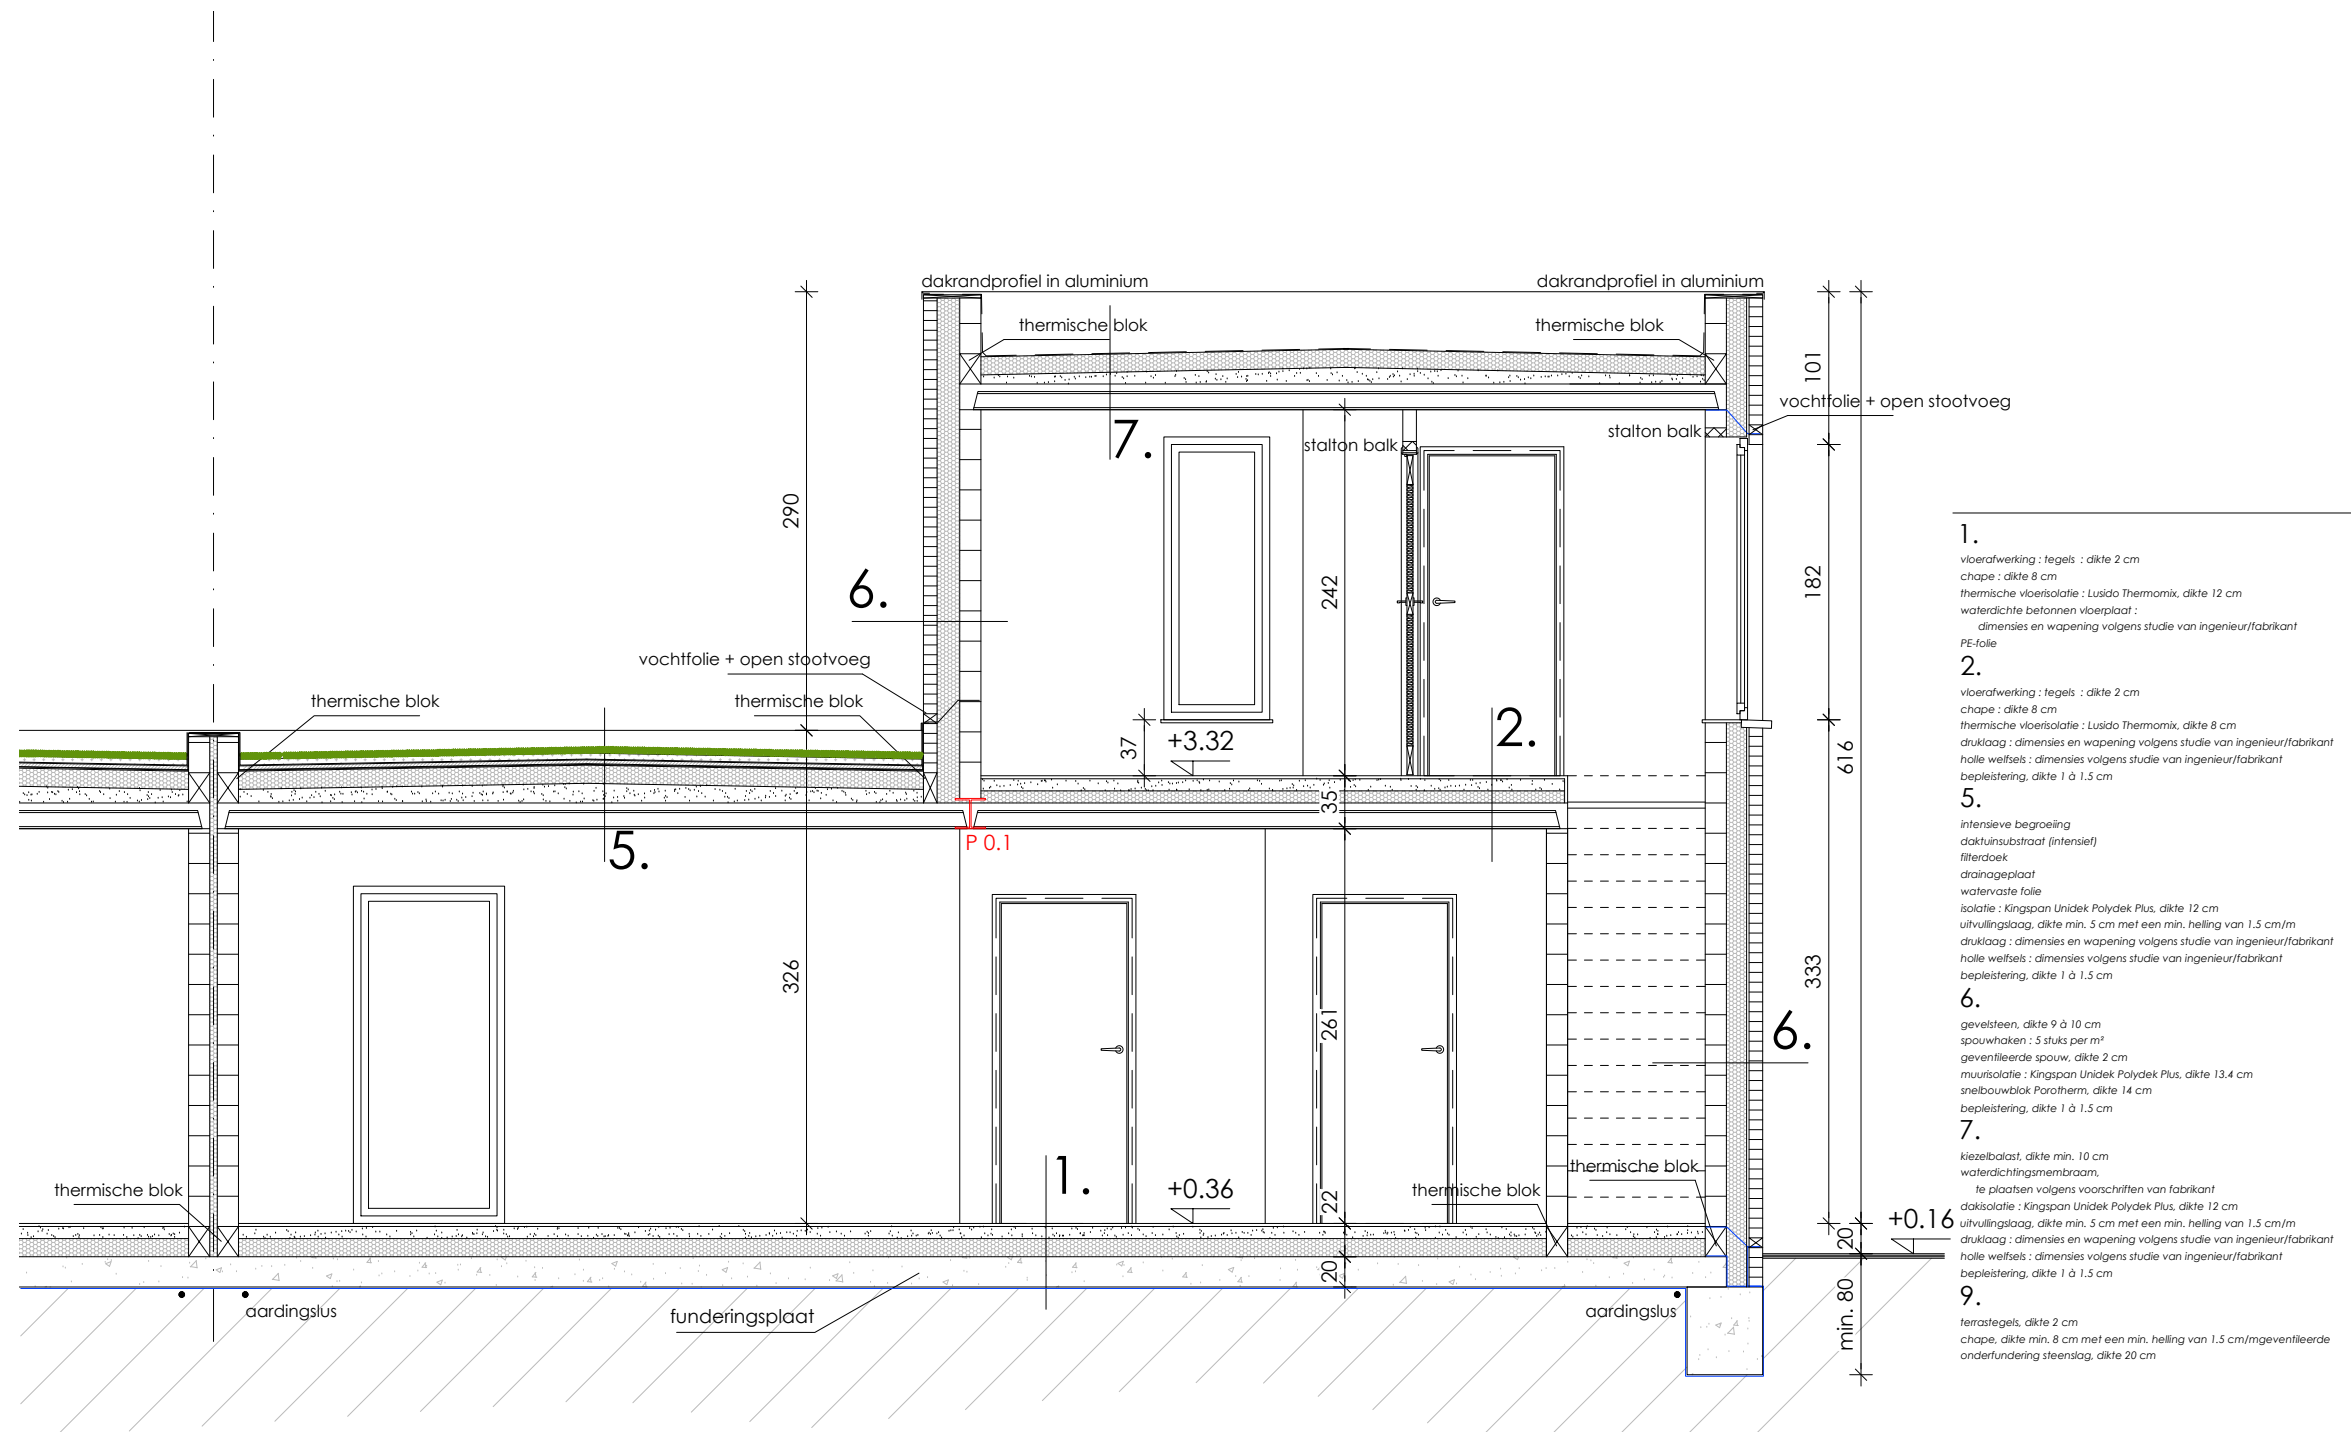 dakrandprofiel in aluminium
dakrandprofiel in aluminium
thermische blok
thermische blok
101
vochtfolie + open stootvoeg
7.
stalton balk
stalton balk
290
6.
242
182
vochtfolie + open stootvoeg
thermische blok
thermische blok
37
+3.32
2.
616
35
P 0.1
5.
326
261
333
6.
1.
thermische blok
+0.36
22
thermische blok
thermische blok
+0.16
20
20
aardingslus
funderingsplaat
aardingslus
min. 80
1.
vloerafwerking : tegels : dikte 2 cm
chape : dikte 8 cm
thermische vloerisolatie : Lusido Thermomix, dikte 12 cm
waterdichte betonnen vloerplaat :
dimensies en wapening volgens studie van ingenieur/fabrikant
PE-folie
2.
vloerafwerking : tegels : dikte 2 cm
chape : dikte 8 cm
thermische vloerisolatie : Lusido Thermomix, dikte 8 cm
druklaag : dimensies en wapening volgens studie van ingenieur/fabrikant
holle welfsels : dimensies volgens studie van ingenieur/fabrikant
bepleistering, dikte 1 à 1.5 cm
5.
intensieve begroeiing
daktuinsubstraat (intensief)
filterdoek
drainageplaat
watervaste folie
isolatie : Kingspan Unidek Polydek Plus, dikte 12 cm
uitvullingslaag, dikte min. 5 cm met een min. helling van 1.5 cm/m
druklaag : dimensies en wapening volgens studie van ingenieur/fabrikant
holle welfsels : dimensies volgens studie van ingenieur/fabrikant
bepleistering, dikte 1 à 1.5 cm
6.
gevelsteen, dikte 9 à 10 cm
spouwhaken : 5 stuks per m²
geventileerde spouw, dikte 2 cm
muurisolatie : Kingspan Unidek Polydek Plus, dikte 13.4 cm
snelbouwblok Porotherm, dikte 14 cm
bepleistering, dikte 1 à 1.5 cm
7.
kiezelbalast, dikte min. 10 cm
waterdichtingsmembraam,
te plaatsen volgens voorschriften van fabrikant
dakisolatie : Kingspan Unidek Polydek Plus, dikte 12 cm
uitvullingslaag, dikte min. 5 cm met een min. helling van 1.5 cm/m
druklaag : dimensies en wapening volgens studie van ingenieur/fabrikant
holle welfsels : dimensies volgens studie van ingenieur/fabrikant
bepleistering, dikte 1 à 1.5 cm
9.
terrastegels, dikte 2 cm
chape, dikte min. 8 cm met een min. helling van 1.5 cm/mgeventileerde
onderfundering steenslag, dikte 20 cm